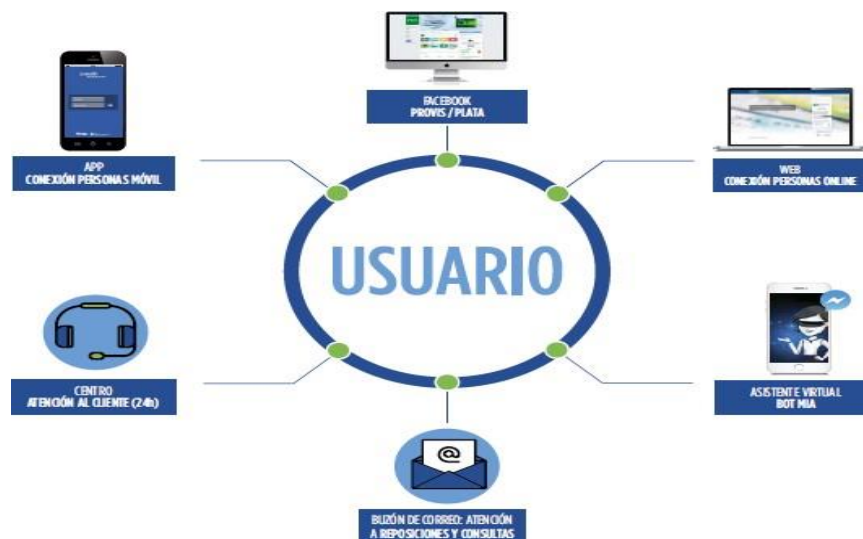 FACEBOOK
PROVIS / PLATA
APP
CONEXIÓN PERSONAS MÓVIL
WEB
CONEXIÓN PERSONAS ONLINE
USUARIO
CENTRO
ATENCIÓN AL CLIENTE (24h)
ASISTENTE VIRTUAL
BOT MIA
@
BUZÓN DE CORREO: ATENCIÓN
A REPOSICIONES Y CONSULTAS